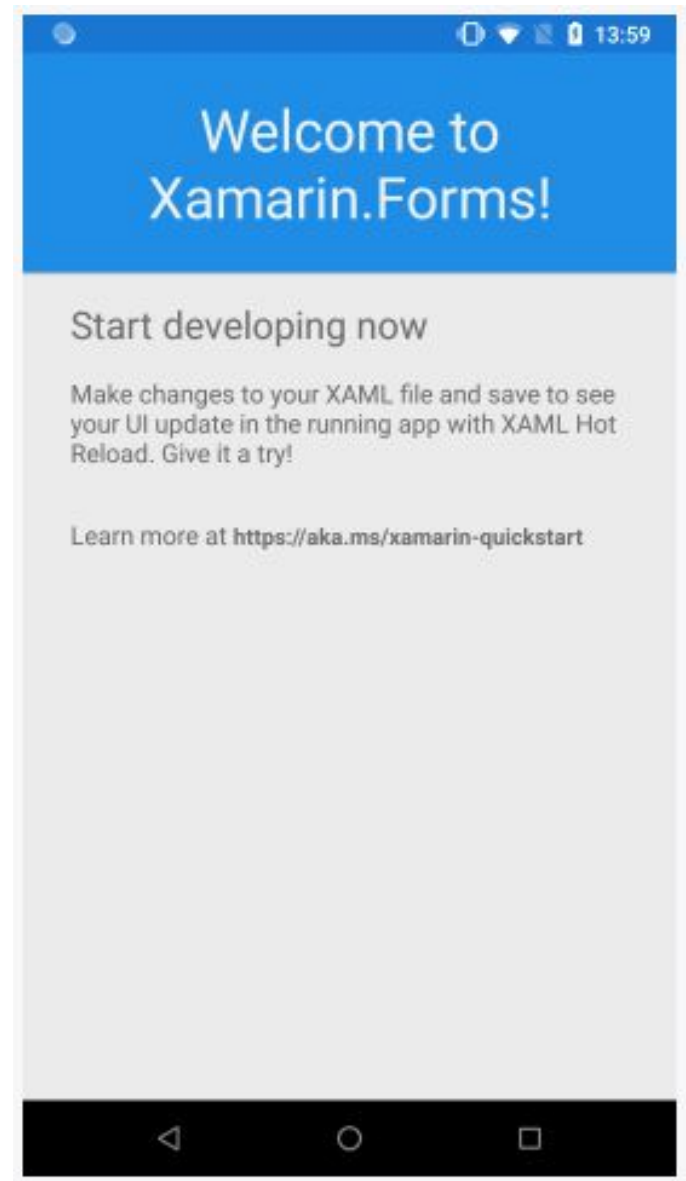 13:59
Welcome to
Xamarin.Forms!
Start developing now
Make changes to your XAML file and save to see
your UI update in the running app with XAML Hot
Reload. Give it a try!
Learn more at https://aka.ms/xamarin-quickstart